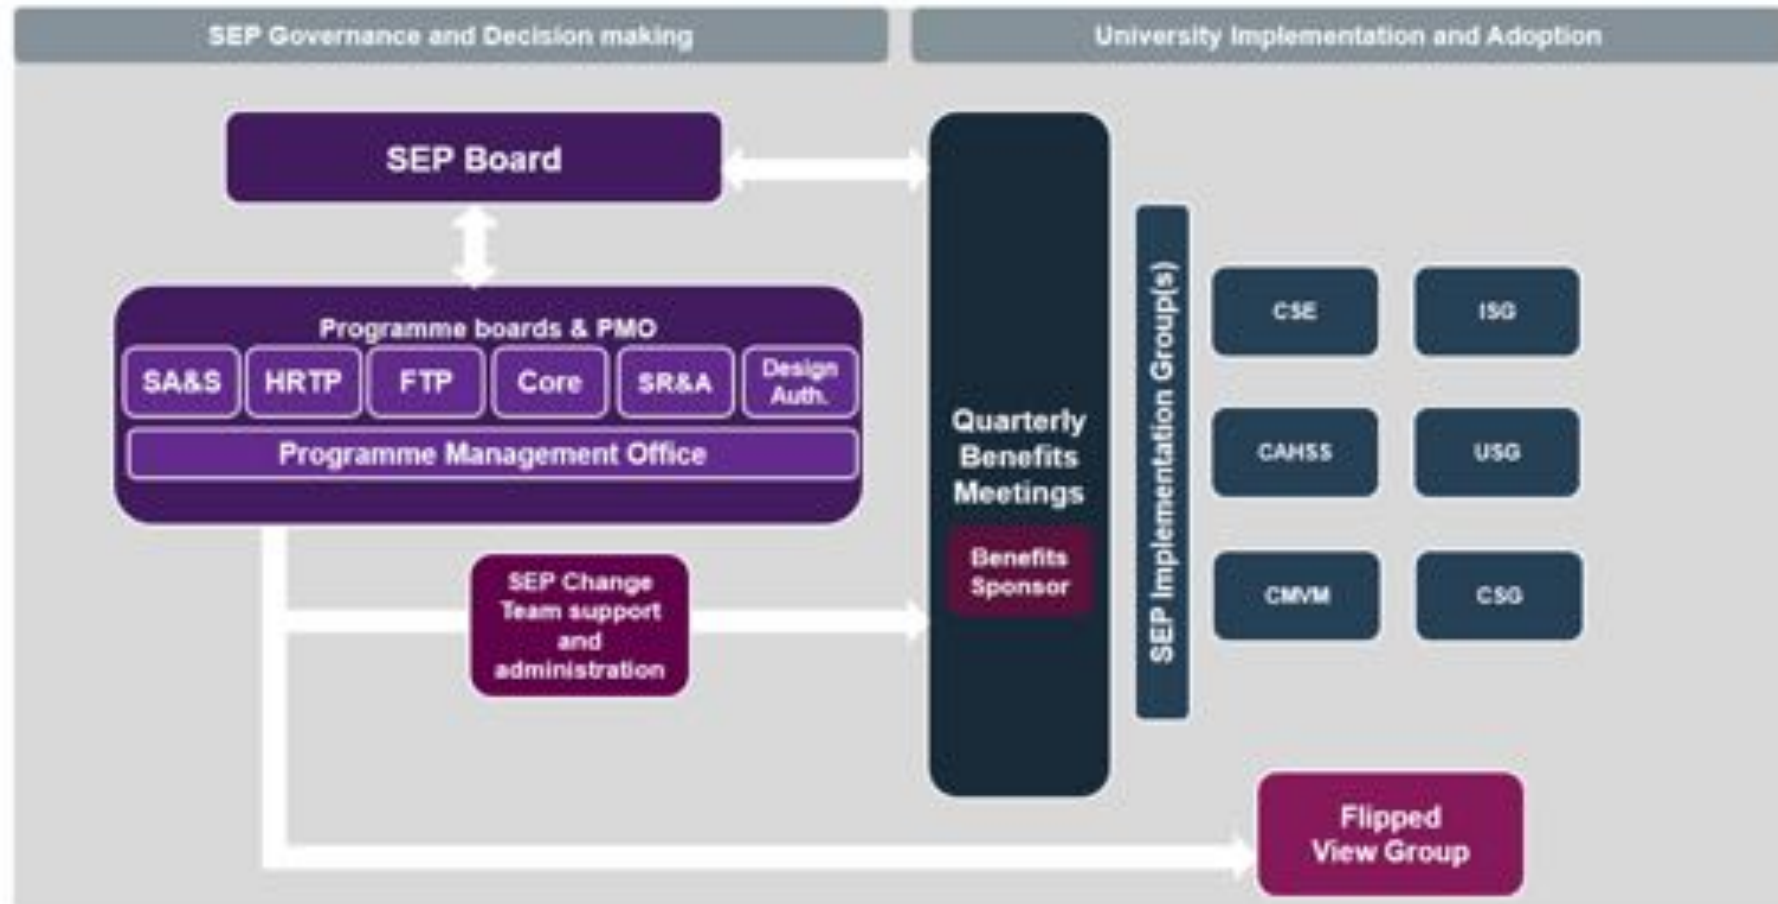 SEP Governance and Decision making
University Implementation and Adoption
SEP Board
Programme boards & PMO
SA&S
HRTP
FTP
Core
SR&A
Design
Auth.
Programme Management Office
SEP Change
Team support
and
administration
Quarterly
Benefits
Meetings
Benefits
Sponsor
SEP Implementation Group(s)
CSE
ISG
CAHSS
USG
CMVM
CSG
Flipped
View Group